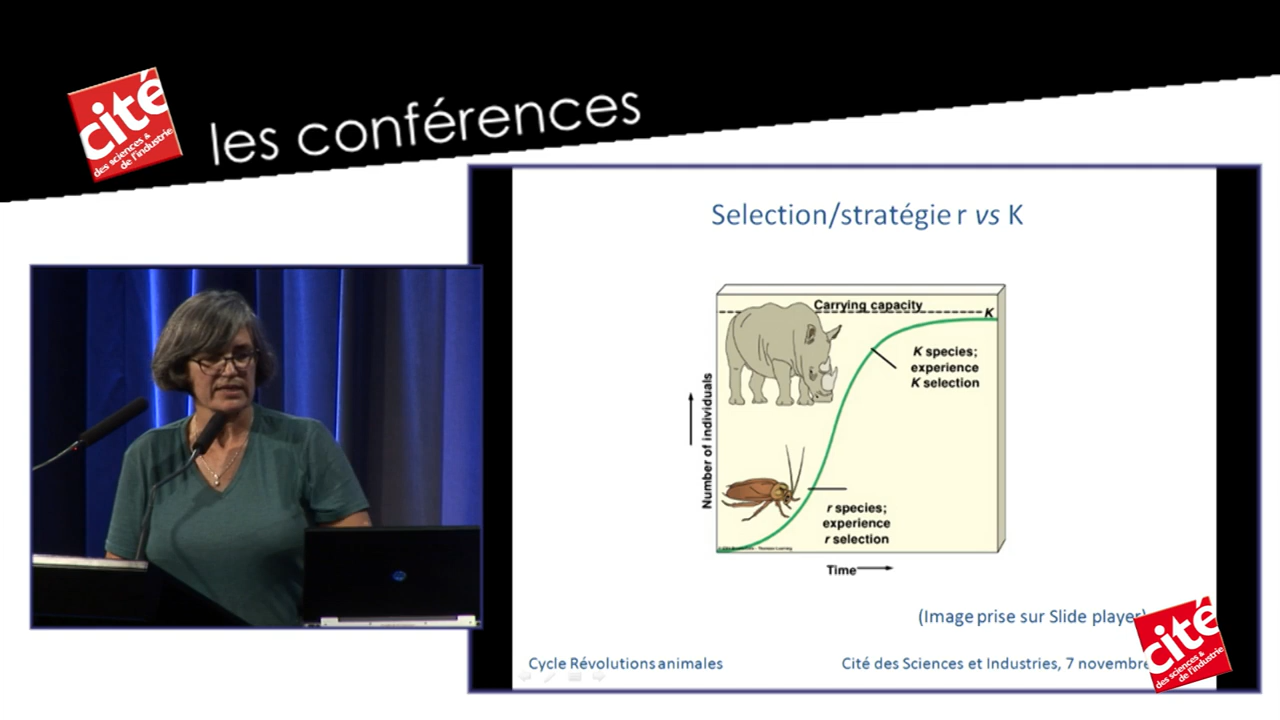 cité
des sciences &
de l'industrie
les conférences
Selection/stratégie r vs K
Carrying capacity
K
K species;
experience
K selection
Number of individuals
r species;
experience
r selection
Time
(Image prise sur Slide player)
Cycle Révolutions animales
Cité des Sciences et Industries, 7 novembre
cité
des sciences &
de l'industrie